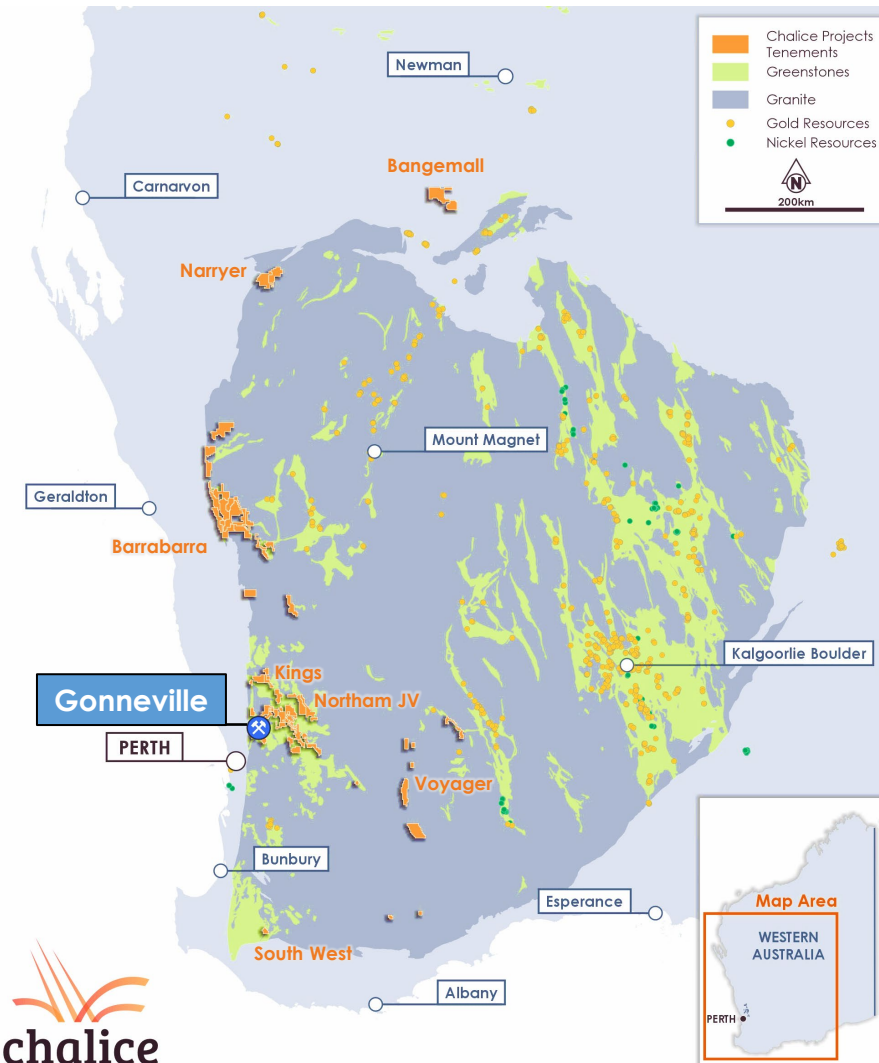 Chalice Projects
Tenements
Greenstones
Granite
Gold Resources
Nickel Resources
N
200km
Newman
Bangemall
Carnarvon
Narryer
Mount Magnet
Geraldton
Barrabarra
Kalgoorlie Boulder
Kings
Gonneville
Northam JV
PERTH
Voyager
Bunbury
Esperance
Map Area
WESTERN
AUSTRALIA
South West
Albany
PERTH
chalice